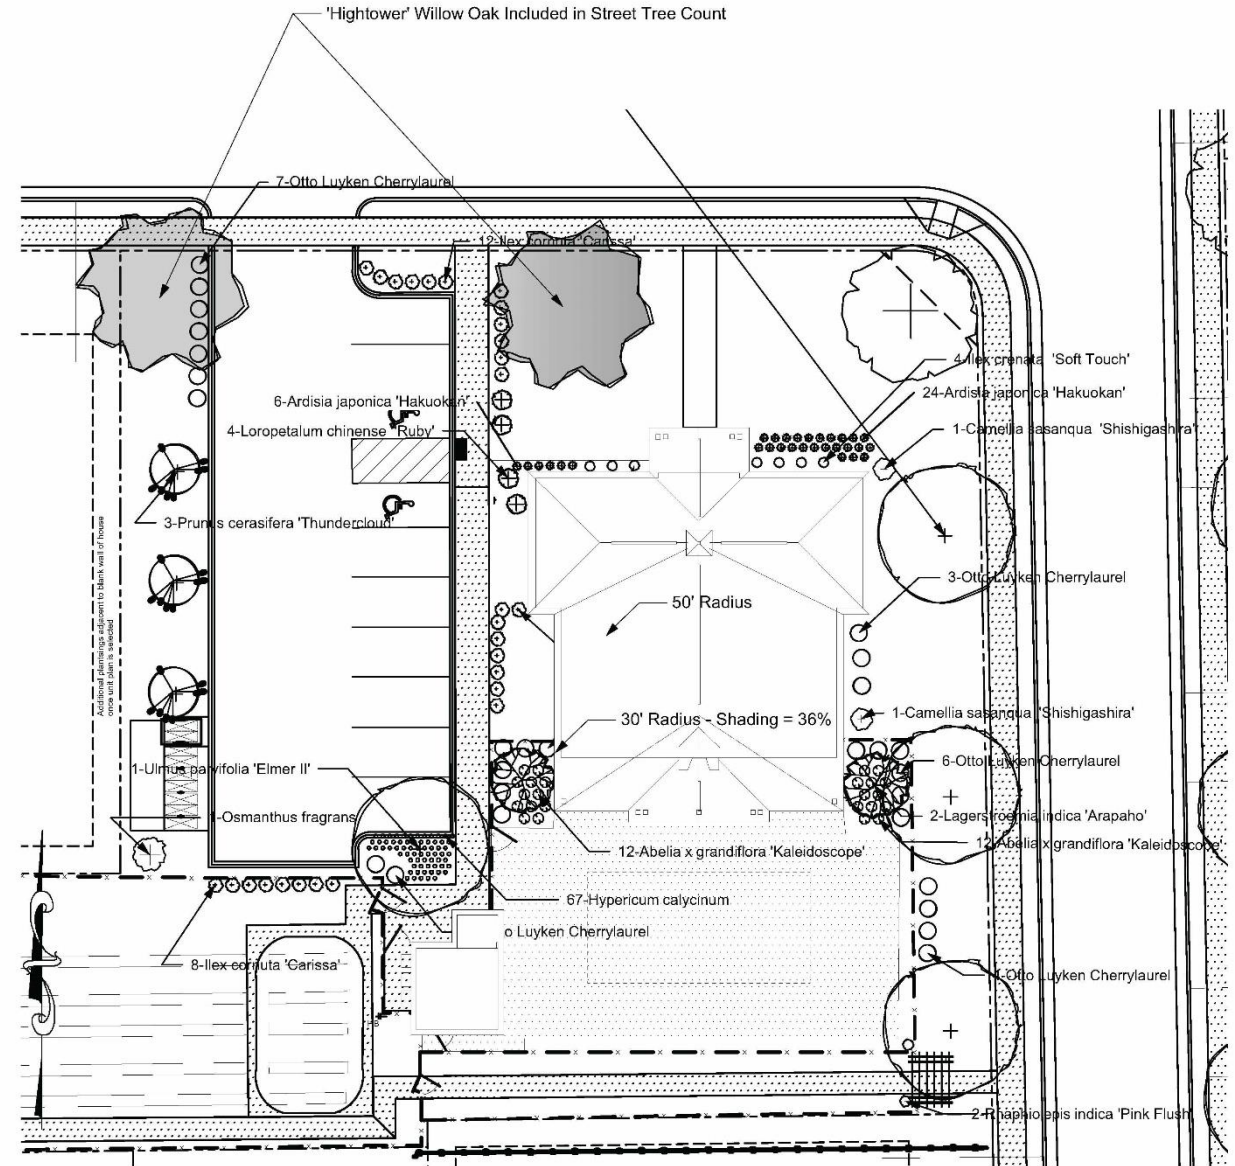 'Hightower' Willow Oak Included in Street Tree Count
7-Otto Luyken Cherrylaurel
12-Ilex cornuta 'Carissa'
4-Ilex crenata 'Soft Touch'
6-Ardisia japonica 'Hakuokan'
24-Ardisia japonica 'Hakuokan'
4-Loropetalum chinense 'Ruby'
1-Camellia sasanqua 'Shishigashira'
3-Prunus cerasifera 'Thundercloud'
Additional plantings adjacent to blank wall of house
once unit plan is selected
3-Otto Luyken Cherrylaurel
50' Radius
30' Radius - Shading = 36%
1-Camellia sasanqua 'Shishigashira'
1-Ulmus parvifolia 'Elmer II'
6-Otto Luyken Cherrylaurel
1-Osmanthus fragrans
2-Lagerstroemia indica 'Arapaho'
12-Abelia x grandiflora 'Kaleidoscope'
12-Abelia x grandiflora 'Kaleidoscope'
67-Hypericum calycinum
o Luyken Cherrylaurel
8-Ilex cornuta 'Carissa'
4-Otto Luyken Cherrylaurel
HB
2-Rhaphiolepis indica 'Pink Flush'